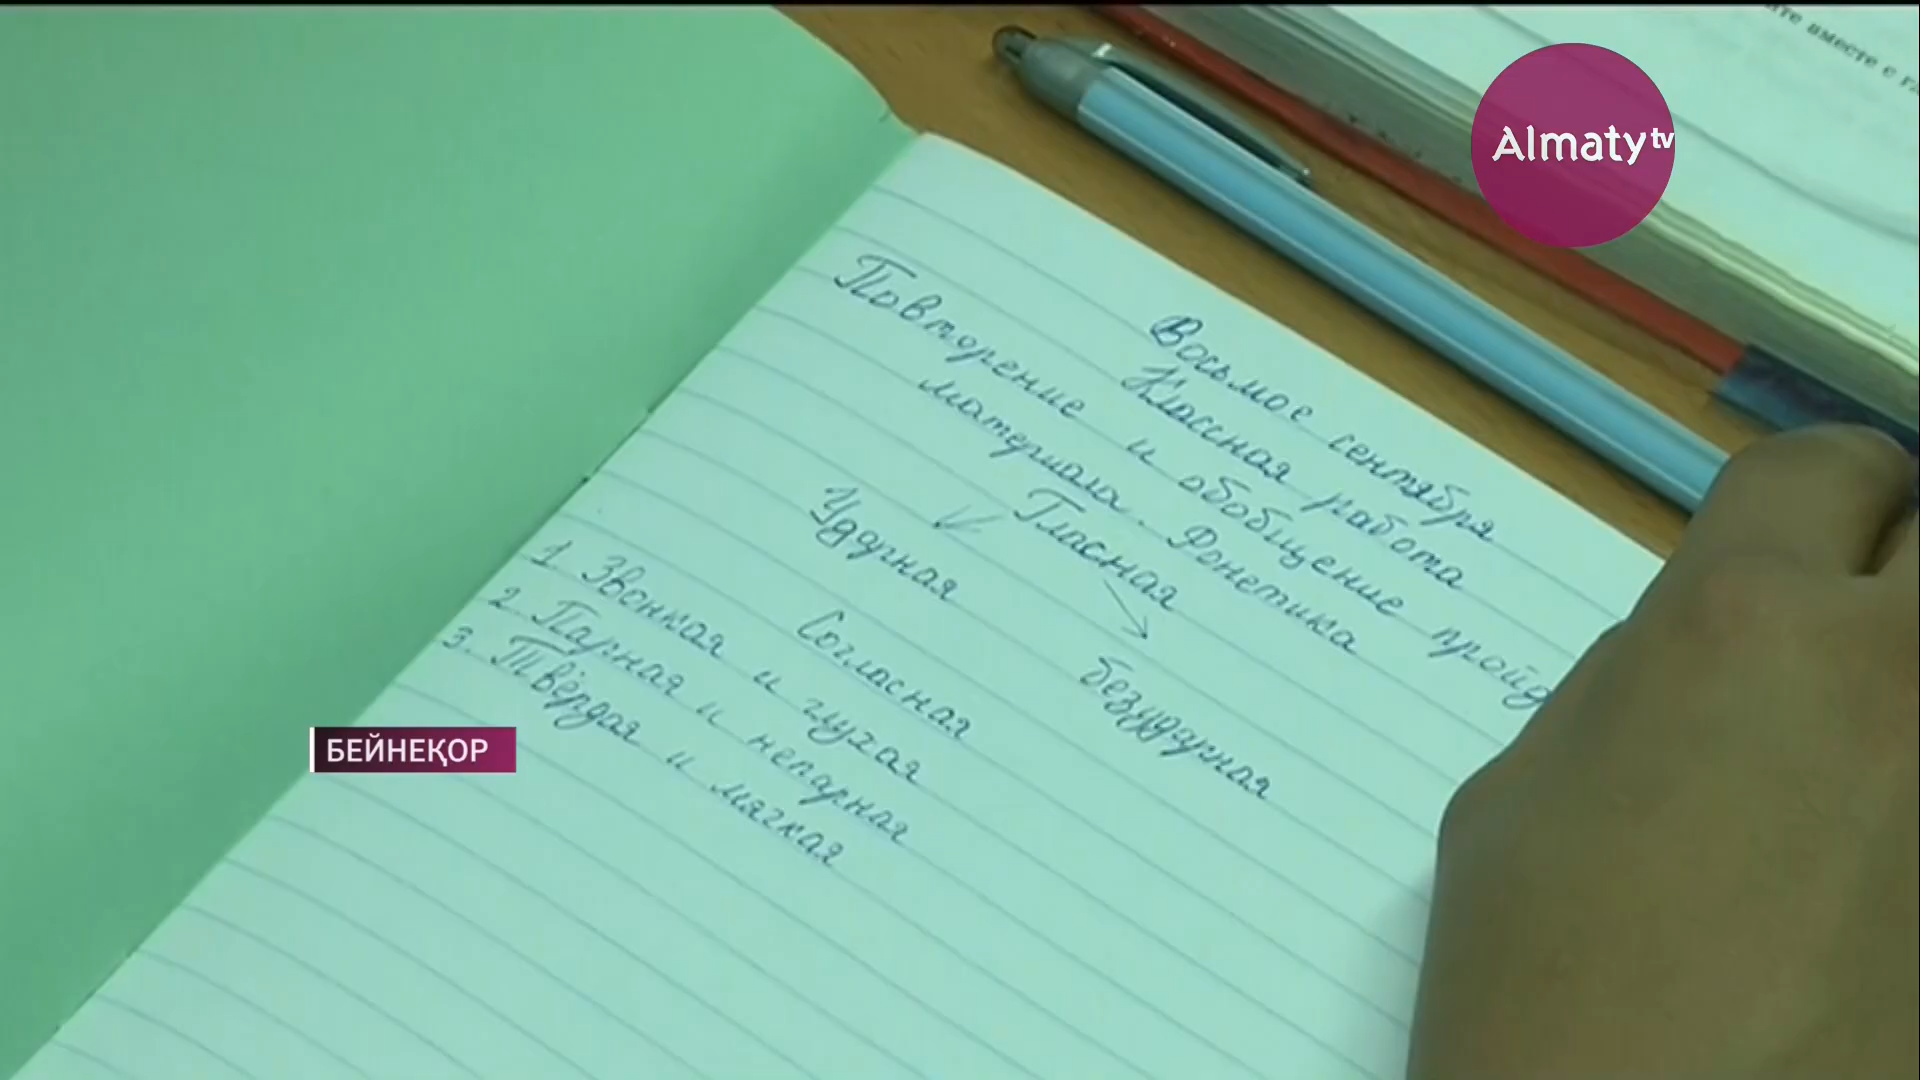 Almaty tv
вместе с
Восьмое сентября
Классная работа
Повторение и обобщение пройд
материала. Фонетика
Гласная
Ударная безударная
Согласная
1. Звонкая и глухая
2. Парная и непарная
3. Твёрдая и мягкая
БЕЙНЕҚОР